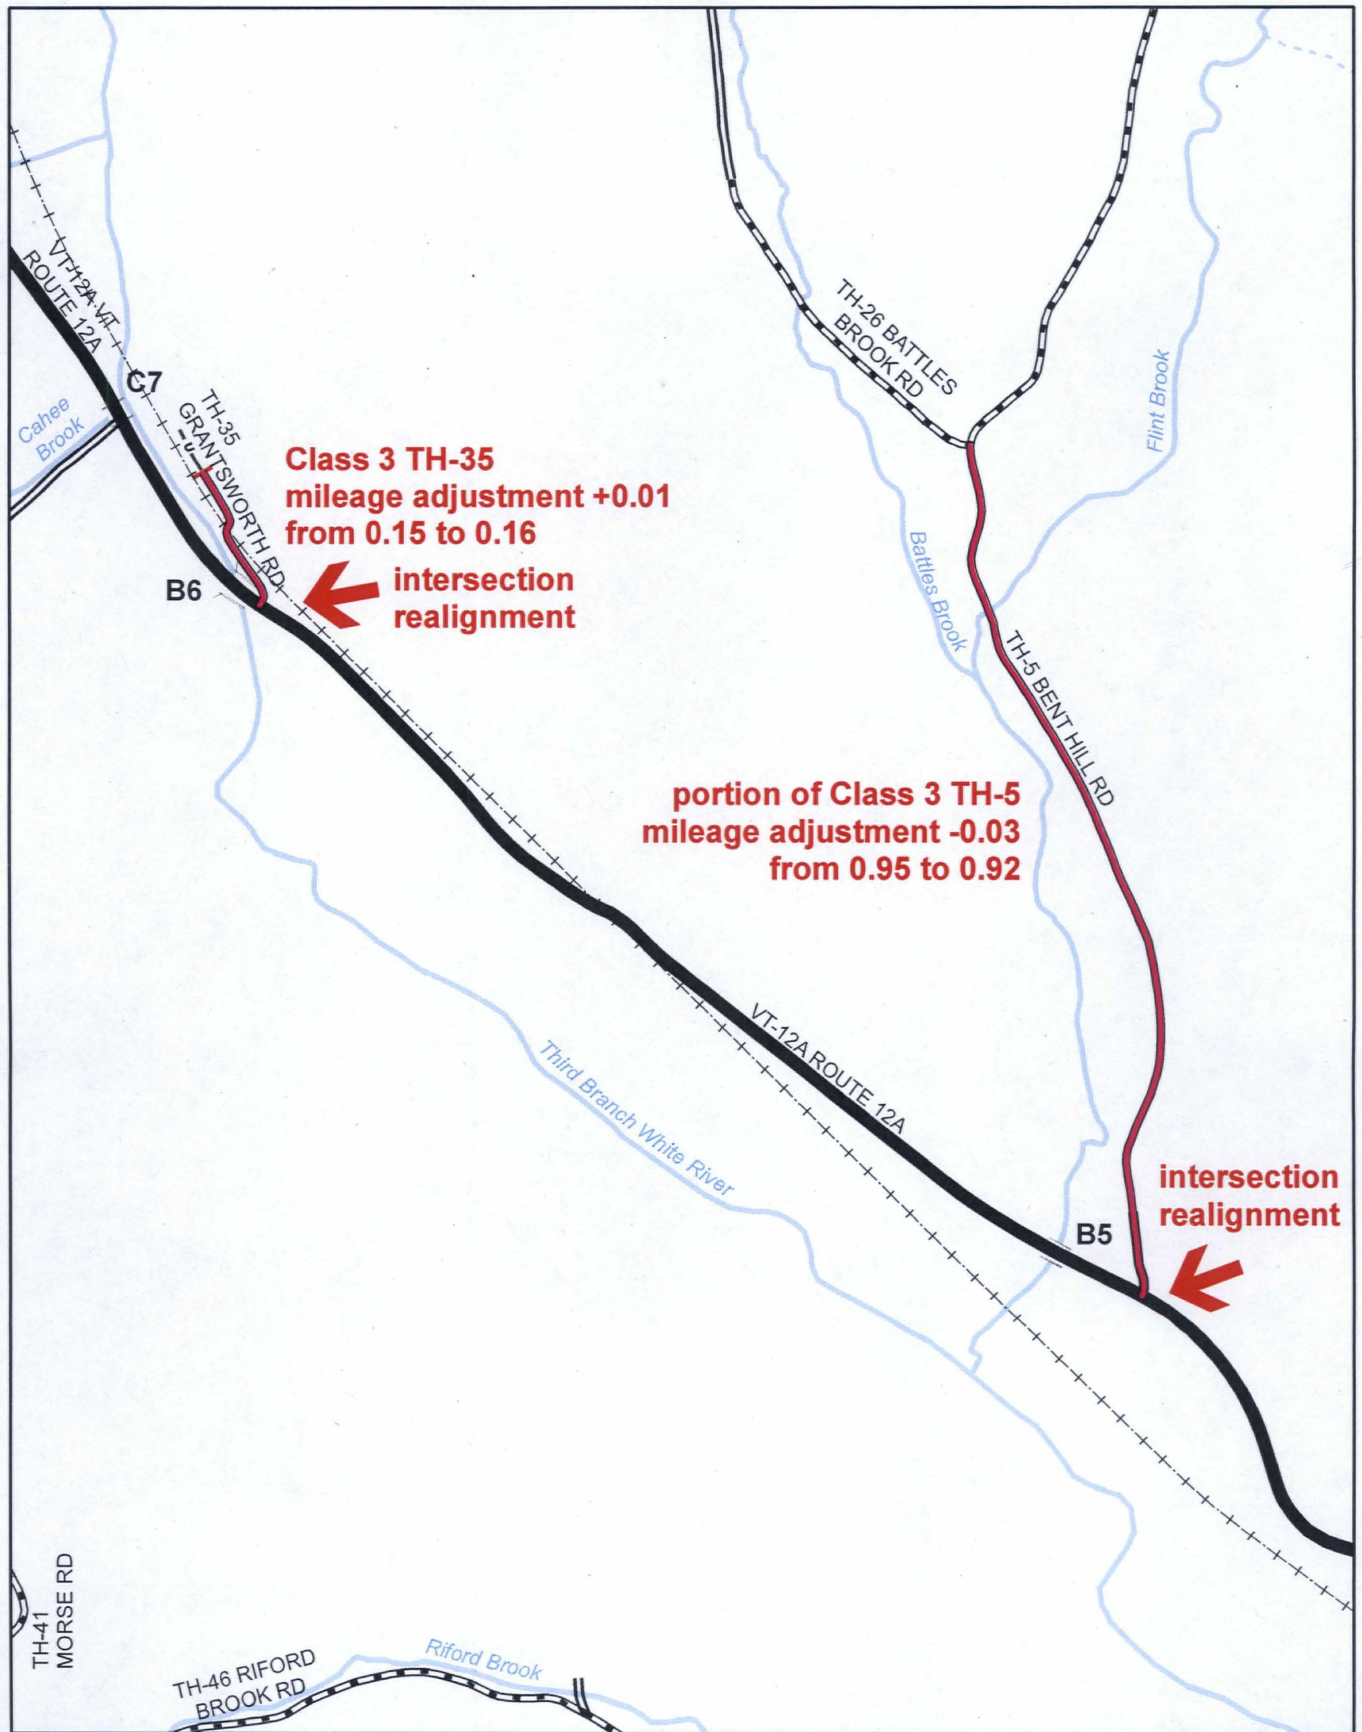 VT-12A VT
ROUTE 12A
C7
Cahee
Brook
TH-35
GRANTSWORTH RD
Class 3 TH-35
mileage adjustment +0.01
from 0.15 to 0.16
intersection
realignment
B6
TH-26 BATTLES
BROOK RD
Flint Brook
Battles Brook
TH-5 BENT HILL RD
portion of Class 3 TH-5
mileage adjustment -0.03
from 0.95 to 0.92
VT-12A ROUTE 12A
Third Branch White River
intersection
realignment
B5
TH-41
MORSE RD
TH-46 RIFORD
BROOK RD
Riford Brook